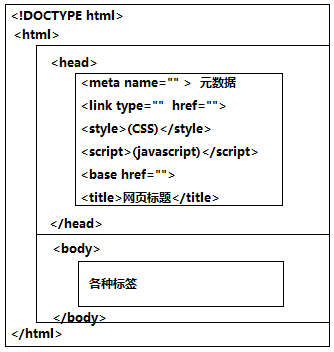 <!DOCTYPE html>
<html>
<head>
<meta name="" > 元数据
<link type="" href="">
<style>(CSS)</style>
<script>(javascript)</script>
<base href="">
<title>网页标题</title>
</head>
<body>
各种标签
</body>
</html>